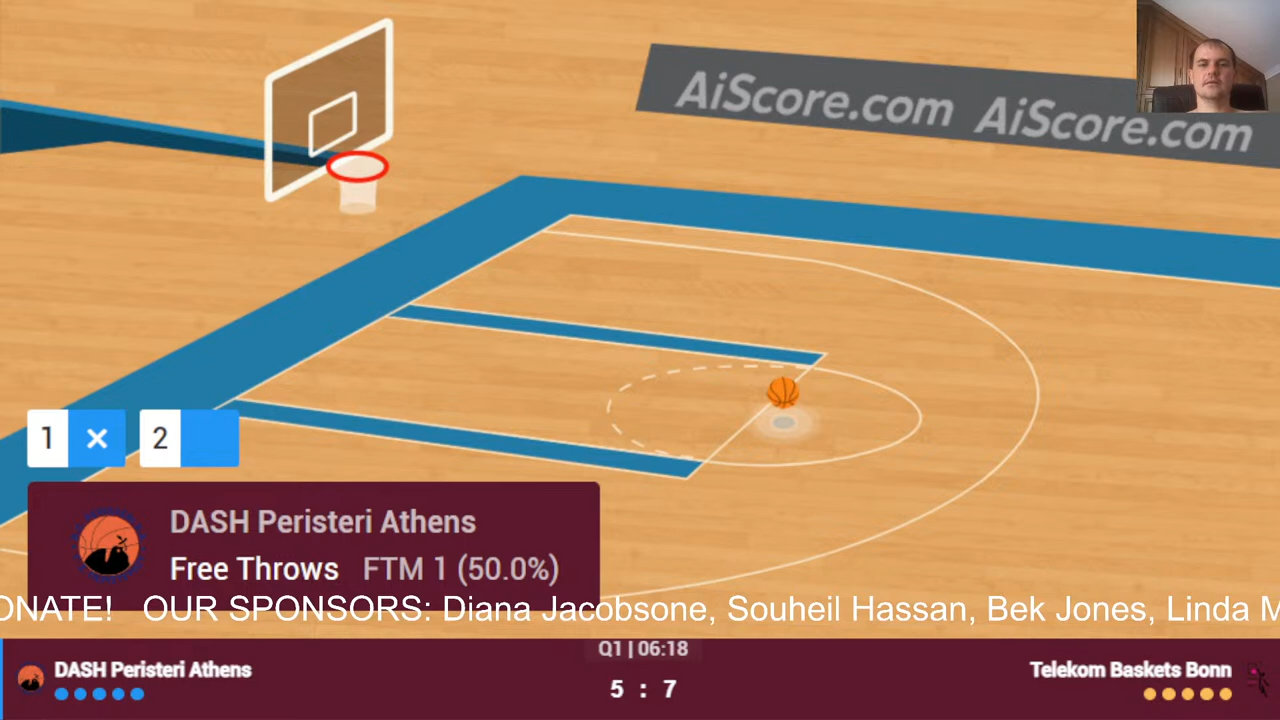 AiScore.com AiScore.com
1 × 2
DASH Peristeri Athens
Free Throws FTM 1 (50.0%)
ONATE! OUR SPONSORS: Diana Jacobsone, Souheil Hassan, Bek Jones, Linda M
Q1 | 06:18
DASH Peristeri Athens 5 : 7 Telekom Baskets Bonn